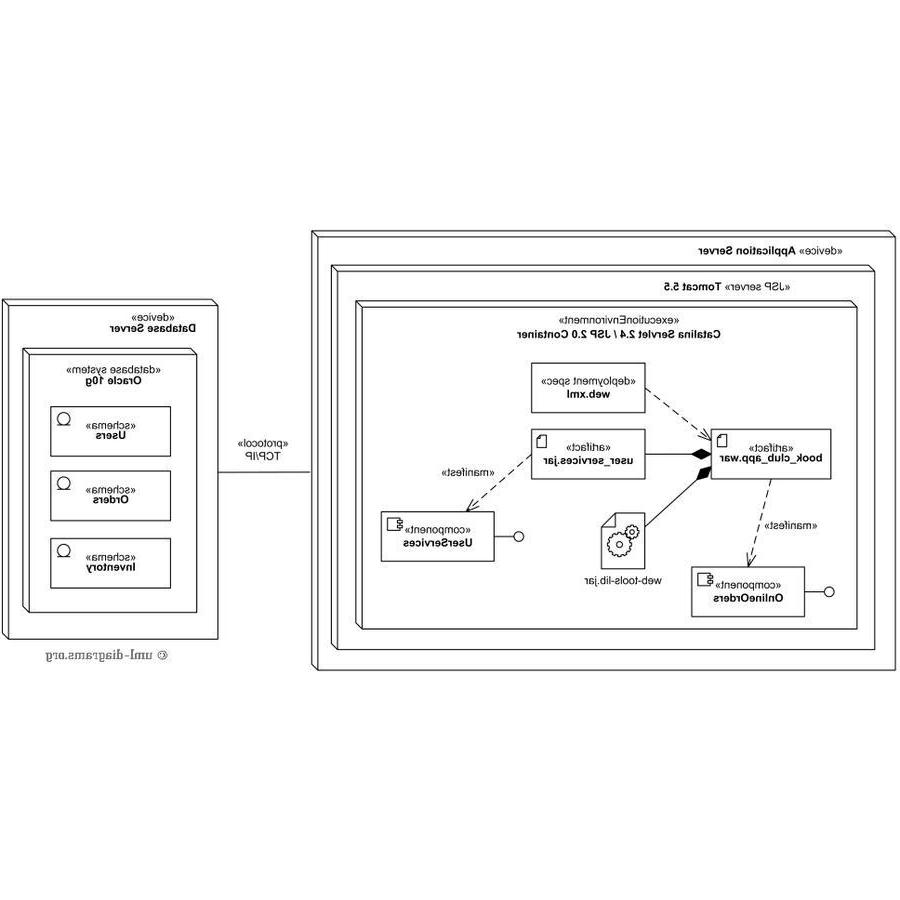 «device» Application Server
«JSP server» Tomcat 5.5
«executionEnvironment»
Catalina Servlet 2.4 / JSP 2.0 Container
«deployment spec»
web.xml
«artifact»
book_club_app.war
«artifact»
user_services.jar
«manifest»
«manifest»
«component»
UserServices
web-tools-lib.jar
«component»
OnlineOrders
«protocol»
TCP/IP
«device»
Database Server
«database system»
Oracle 10g
«schema»
Users
«schema»
Orders
«schema»
Inventory
© uml-diagrams.org